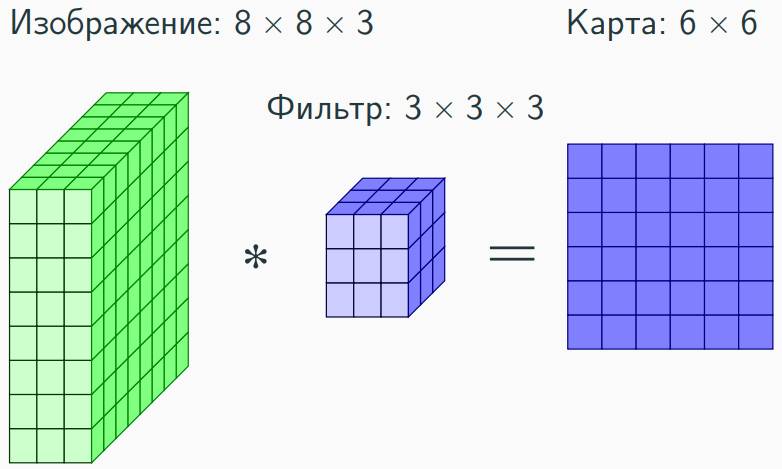 Изображение: 8 × 8 × 3
Карта: 6 × 6
Фильтр: 3 × 3 × 3
* =